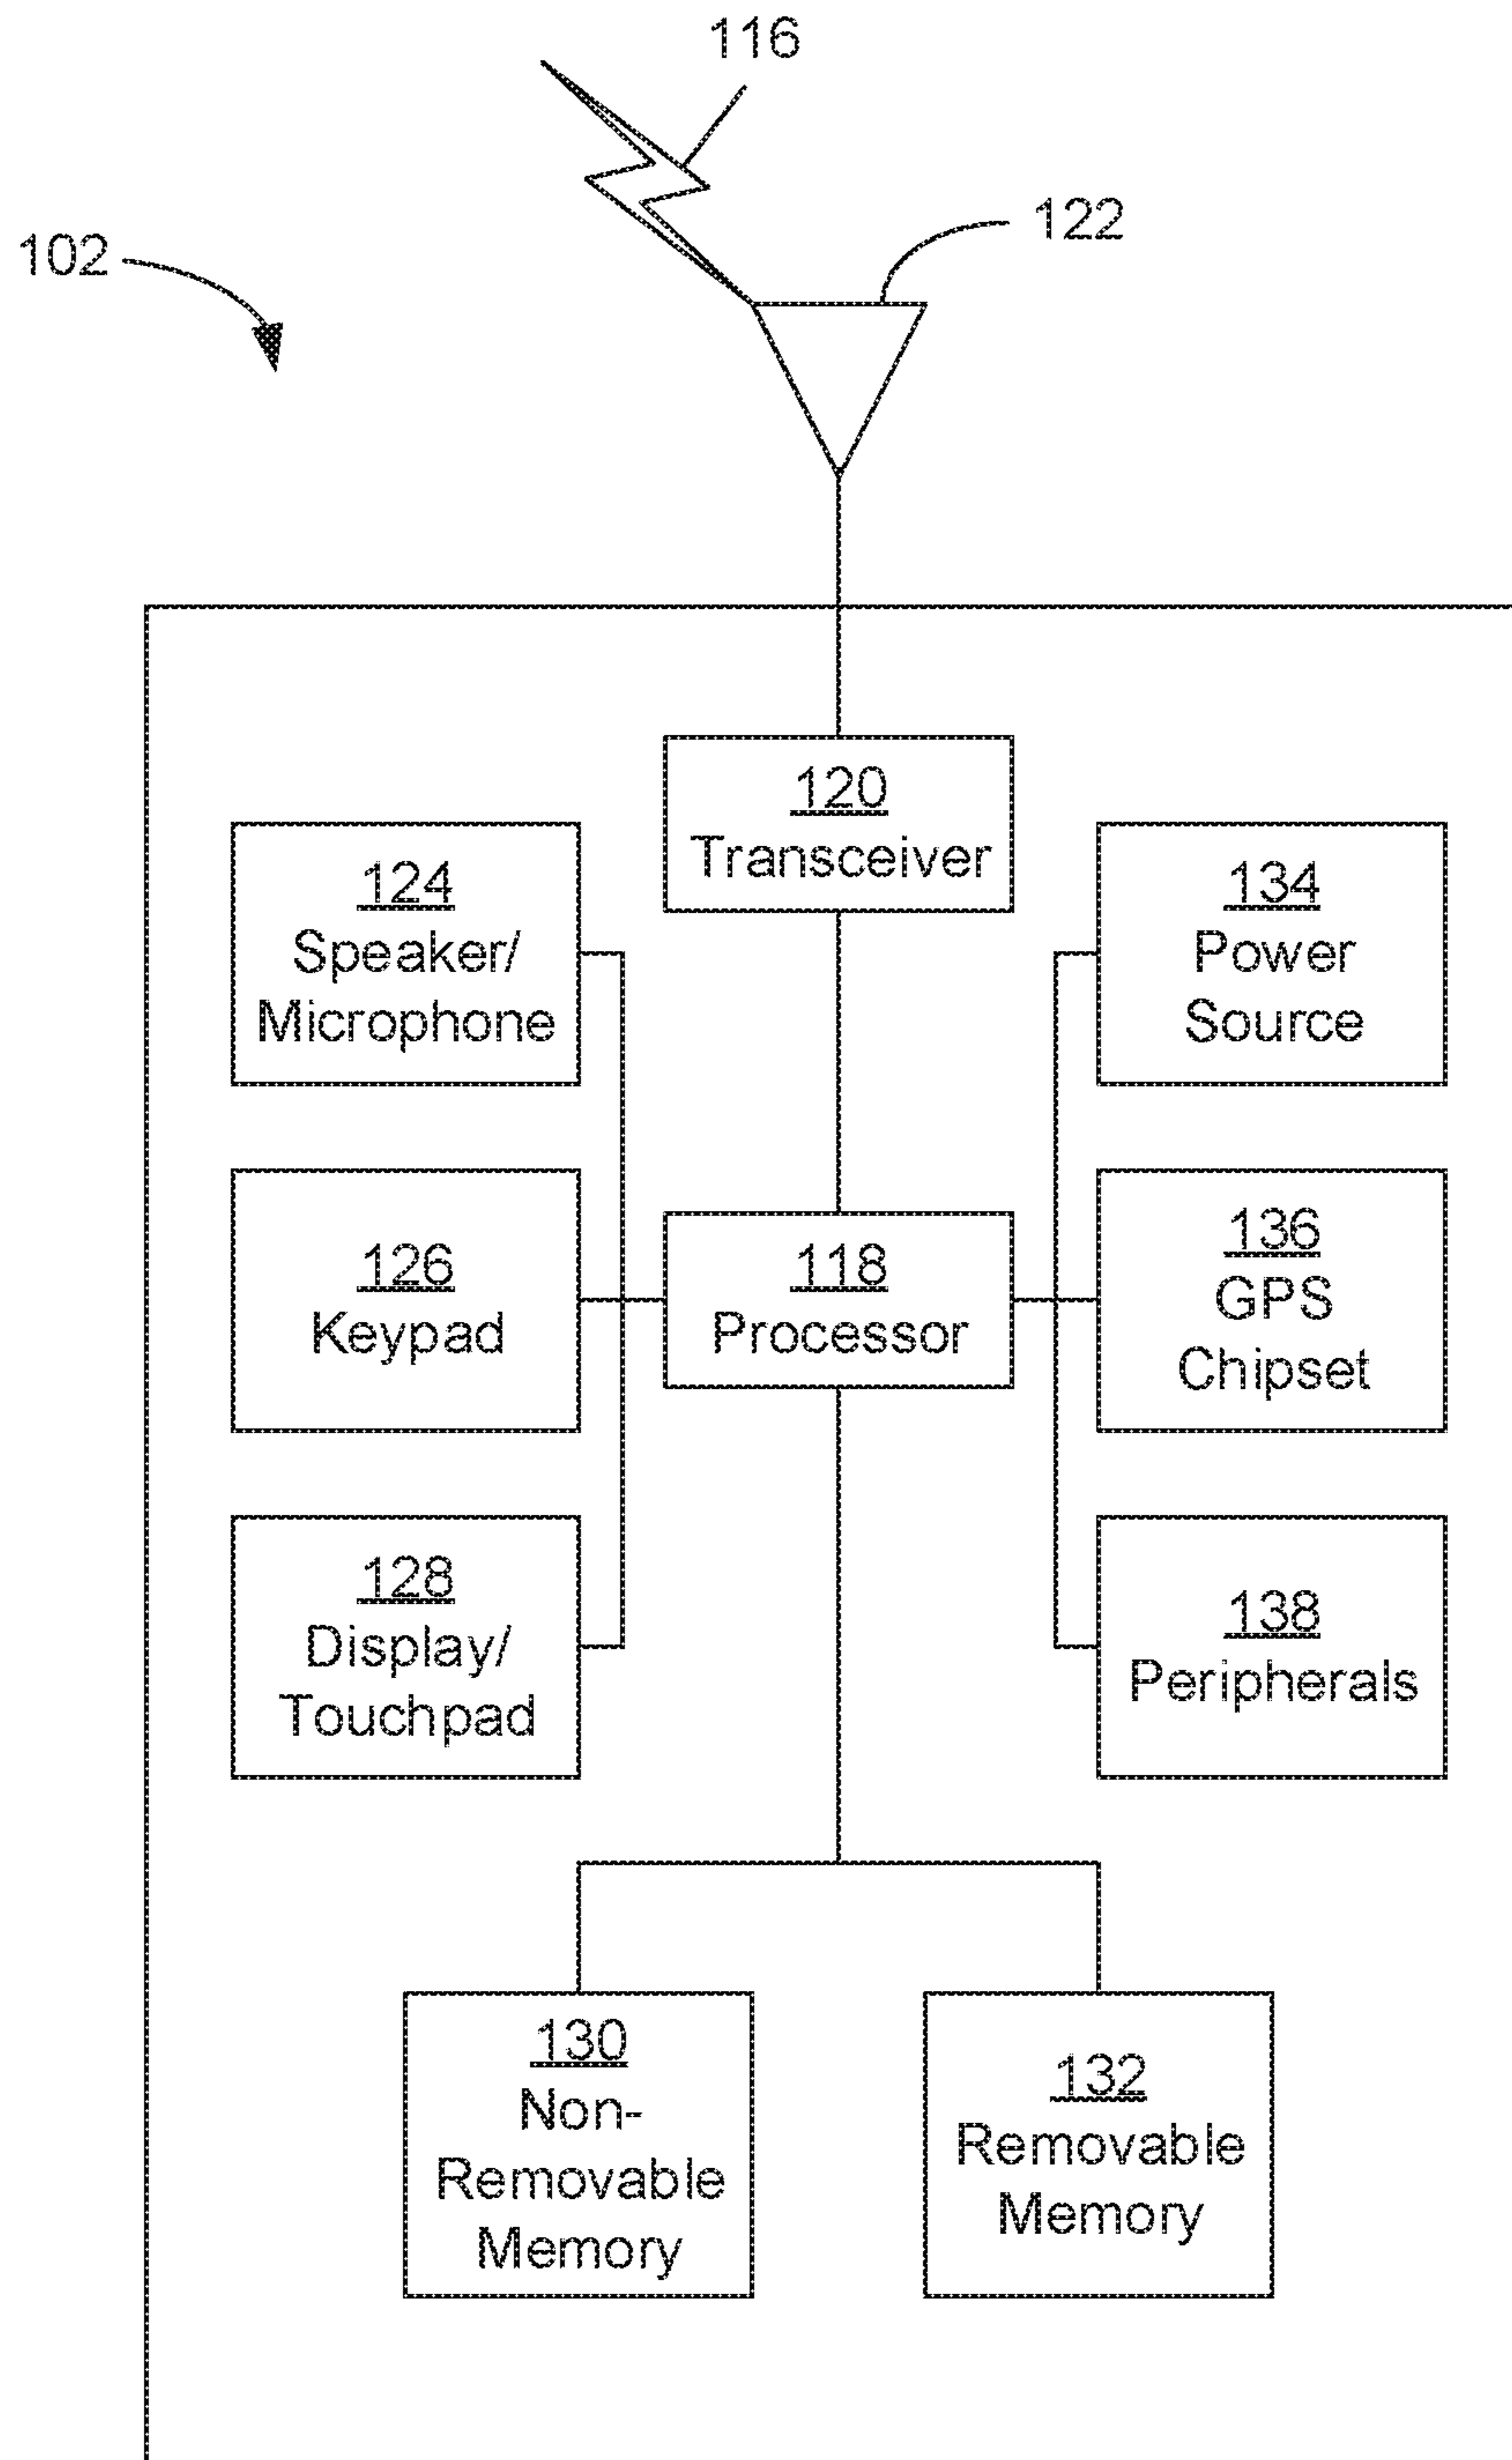 116
122
102
120
Transceiver
124
Speaker/
Microphone
134
Power
Source
126
Keypad
118
Processor
136
GPS
Chipset
128
Display/
Touchpad
138
Peripherals
130
Non-
Removable
Memory
132
Removable
Memory